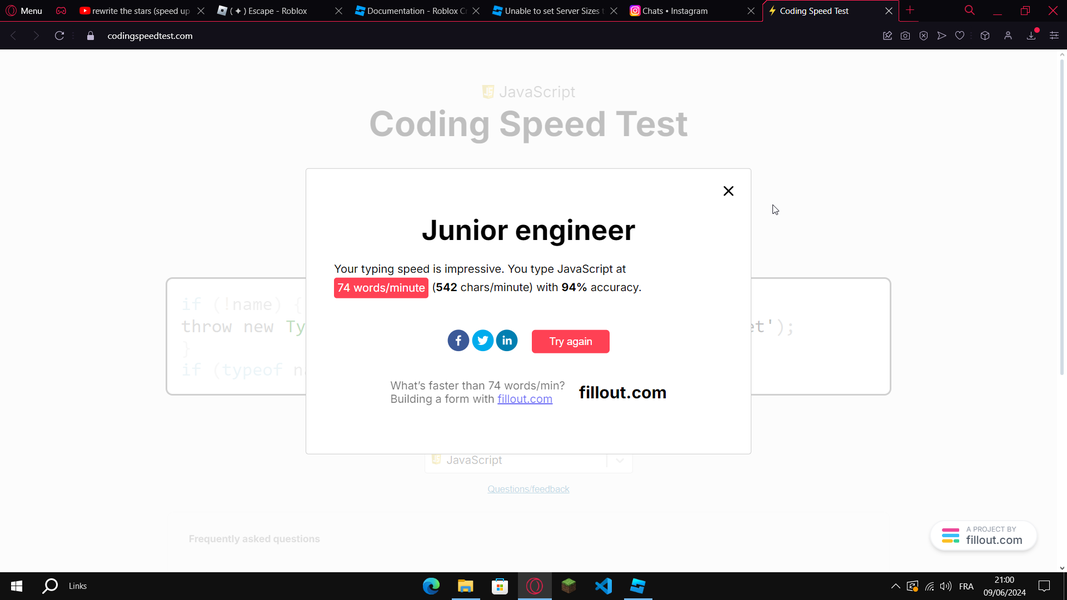 Menu
rewrite the stars (speed up
( ✦ ) Escape - Roblox
Documentation - Roblox C
Unable to set Server Sizes f
Chats • Instagram
Coding Speed Test
codingspeedtest.com
JavaScript
Coding Speed Test
Junior engineer
Your typing speed is impressive. You type JavaScript at
74 words/minute (542 chars/minute) with 94% accuracy.
if (!name) {
throw new Ty
et');
}
if (typeof na
f
in
Try again
What's faster than 74 words/min?
Building a form with fillout.com
fillout.com
JavaScript
Questions/feedback
Frequently asked questions
A PROJECT BY
fillout.com
Links
FRA
21:00
09/06/2024